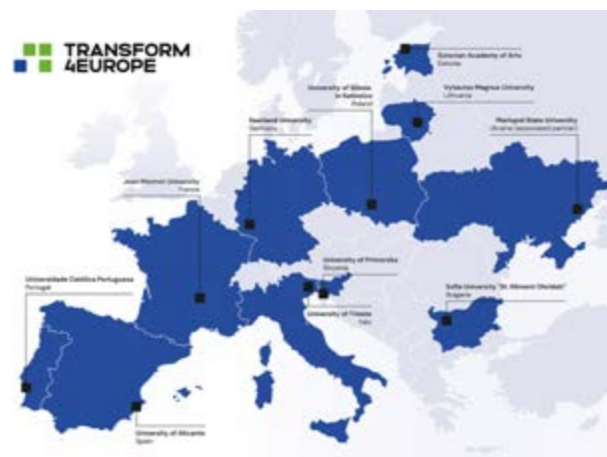 TRANSFORM
4EUROPE
Estonian Academy of Arts
Estonia
University of Silesia
in Katowice
Poland
Vytautas Magnus University
Lithuania
Saarland University
Germany
Mariupol State University
Ukraine (associated partner)
Jean Monnet University
France
University of Primorska
Slovenia
Universidade Católica Portuguesa
Portugal
Sofia University "St. Kliment Ohridski"
Bulgaria
University of Trieste
Italy
University of Alicante
Spain